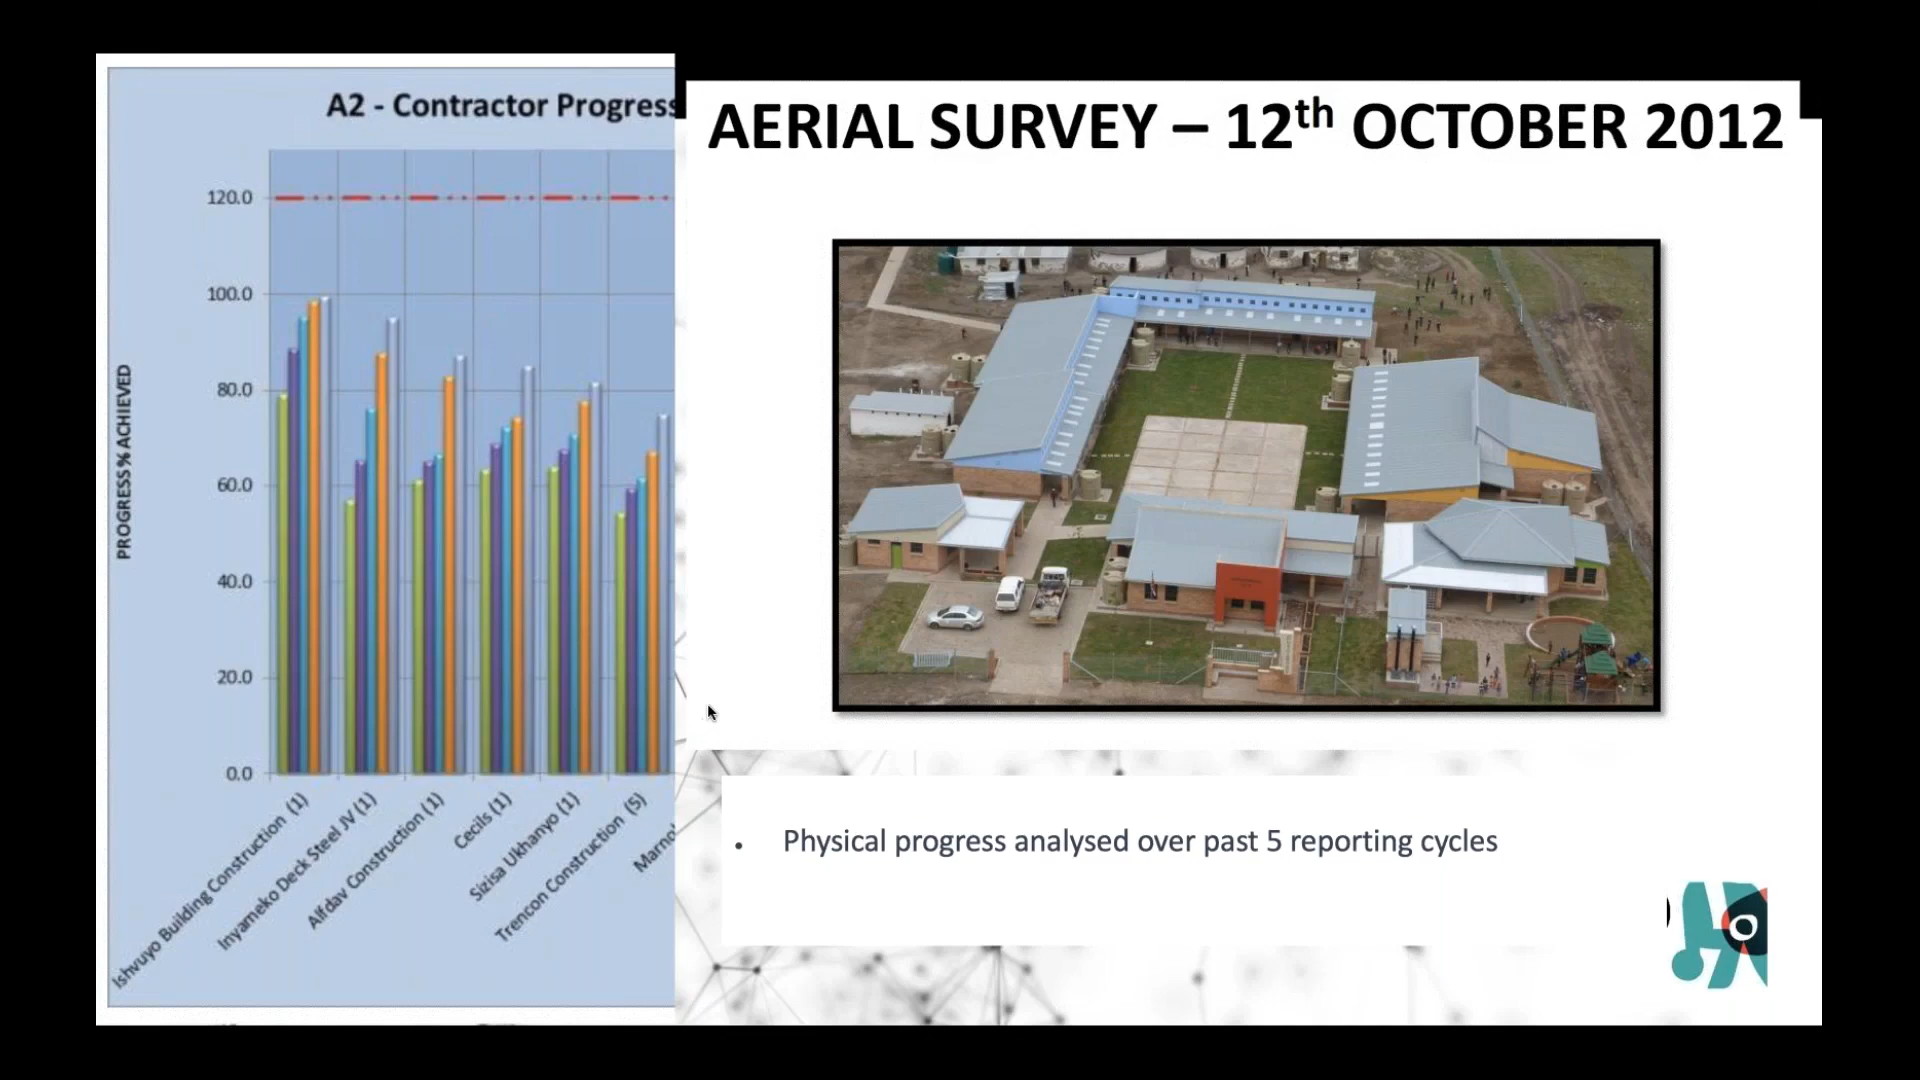 A2 - Contractor Progress
120.0
100.0
80.0
60.0
40.0
20.0
0.0
PROGRESS % ACHIEVED
Ishvuyo Building Construction (1)
Inyameko Deck Steel JV (1)
Alfdav Construction (1)
Cecils (1)
Sizisa Ukhanyo (1)
Trencon Construction (5)
AERIAL SURVEY – 12th OCTOBER 2012
• Physical progress analysed over past 5 reporting cycles